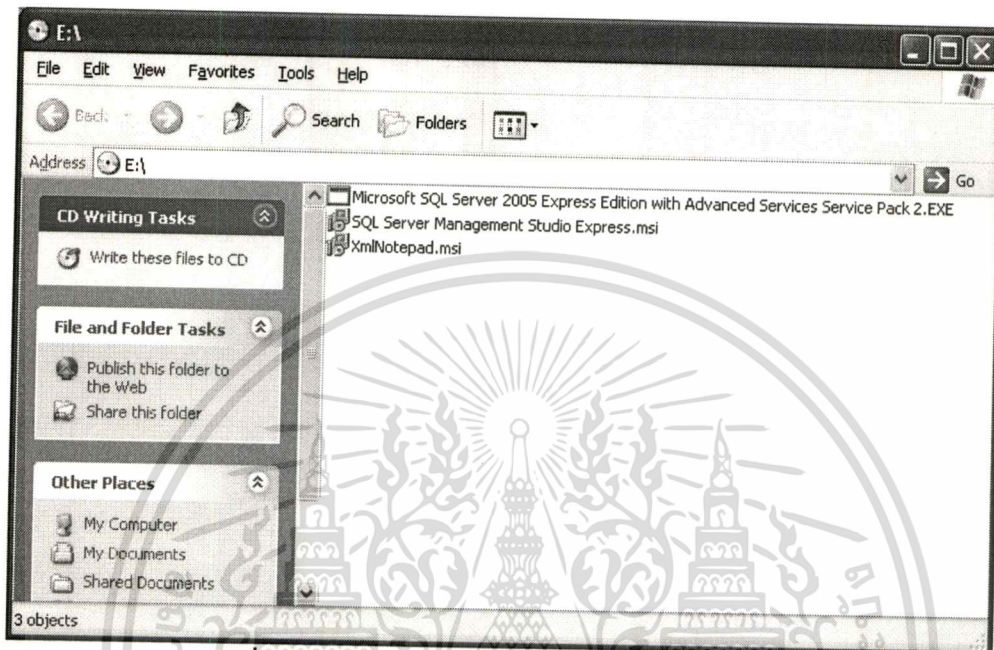 E:\
File Edit View Favorites Tools Help
Back Search Folders
Address E:\ Go
CD Writing Tasks
Write these files to CD
File and Folder Tasks
Publish this folder to
the Web
Share this folder
Other Places
My Computer
My Documents
Shared Documents
Microsoft SQL Server 2005 Express Edition with Advanced Services Service Pack 2.EXE
SQL Server Management Studio Express.msi
XmlNotepad.msi
3 objects